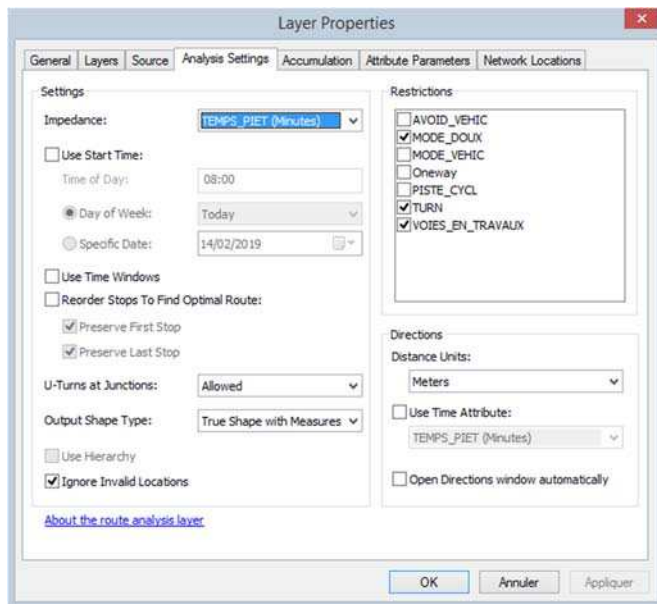 Layer Properties
General Layers Source Analysis Settings Accumulation Attribute Parameters Network Locations
Settings
Impedance: TEMPS_PIET (Minutes)
Use Start Time:
Time of Day: 08:00
Day of Week: Today
Specific Date: 14/02/2019
Use Time Windows
Reorder Stops To Find Optimal Route:
Preserve First Stop
Preserve Last Stop
U-Turns at Junctions: Allowed
Output Shape Type: True Shape with Measures
Use Hierarchy
Ignore Invalid Locations
About the route analysis layer
Restrictions
AVOID_VEHIC
MODE_DOUX
MODE_VEHIC
Oneway
PISTE_CYCL
TURN
VOIES_EN_TRAVAUX
Directions
Distance Units:
Meters
Use Time Attribute:
TEMPS_PIET (Minutes)
Open Directions window automatically
OK Annuler Appliquer